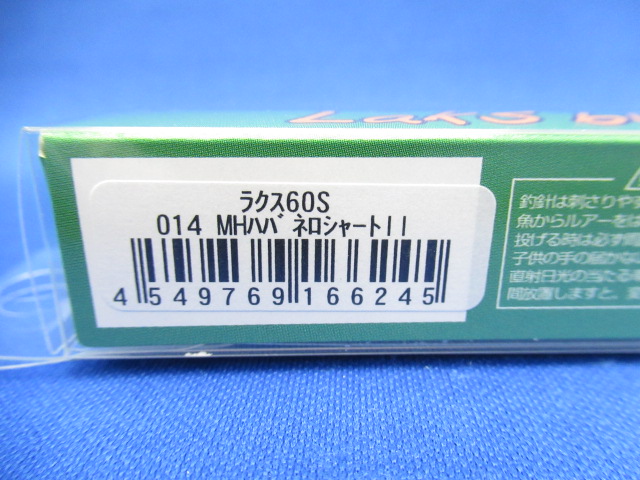 ラクス60S
014 MHﾊﾊﾞﾈﾛｼｬｰﾄII
4 549769 166245
釣針は刺さりやす
魚からルアーを
投げる時は必ず周
子供の手の届かな
直射日光の当たる
間放置しますと、